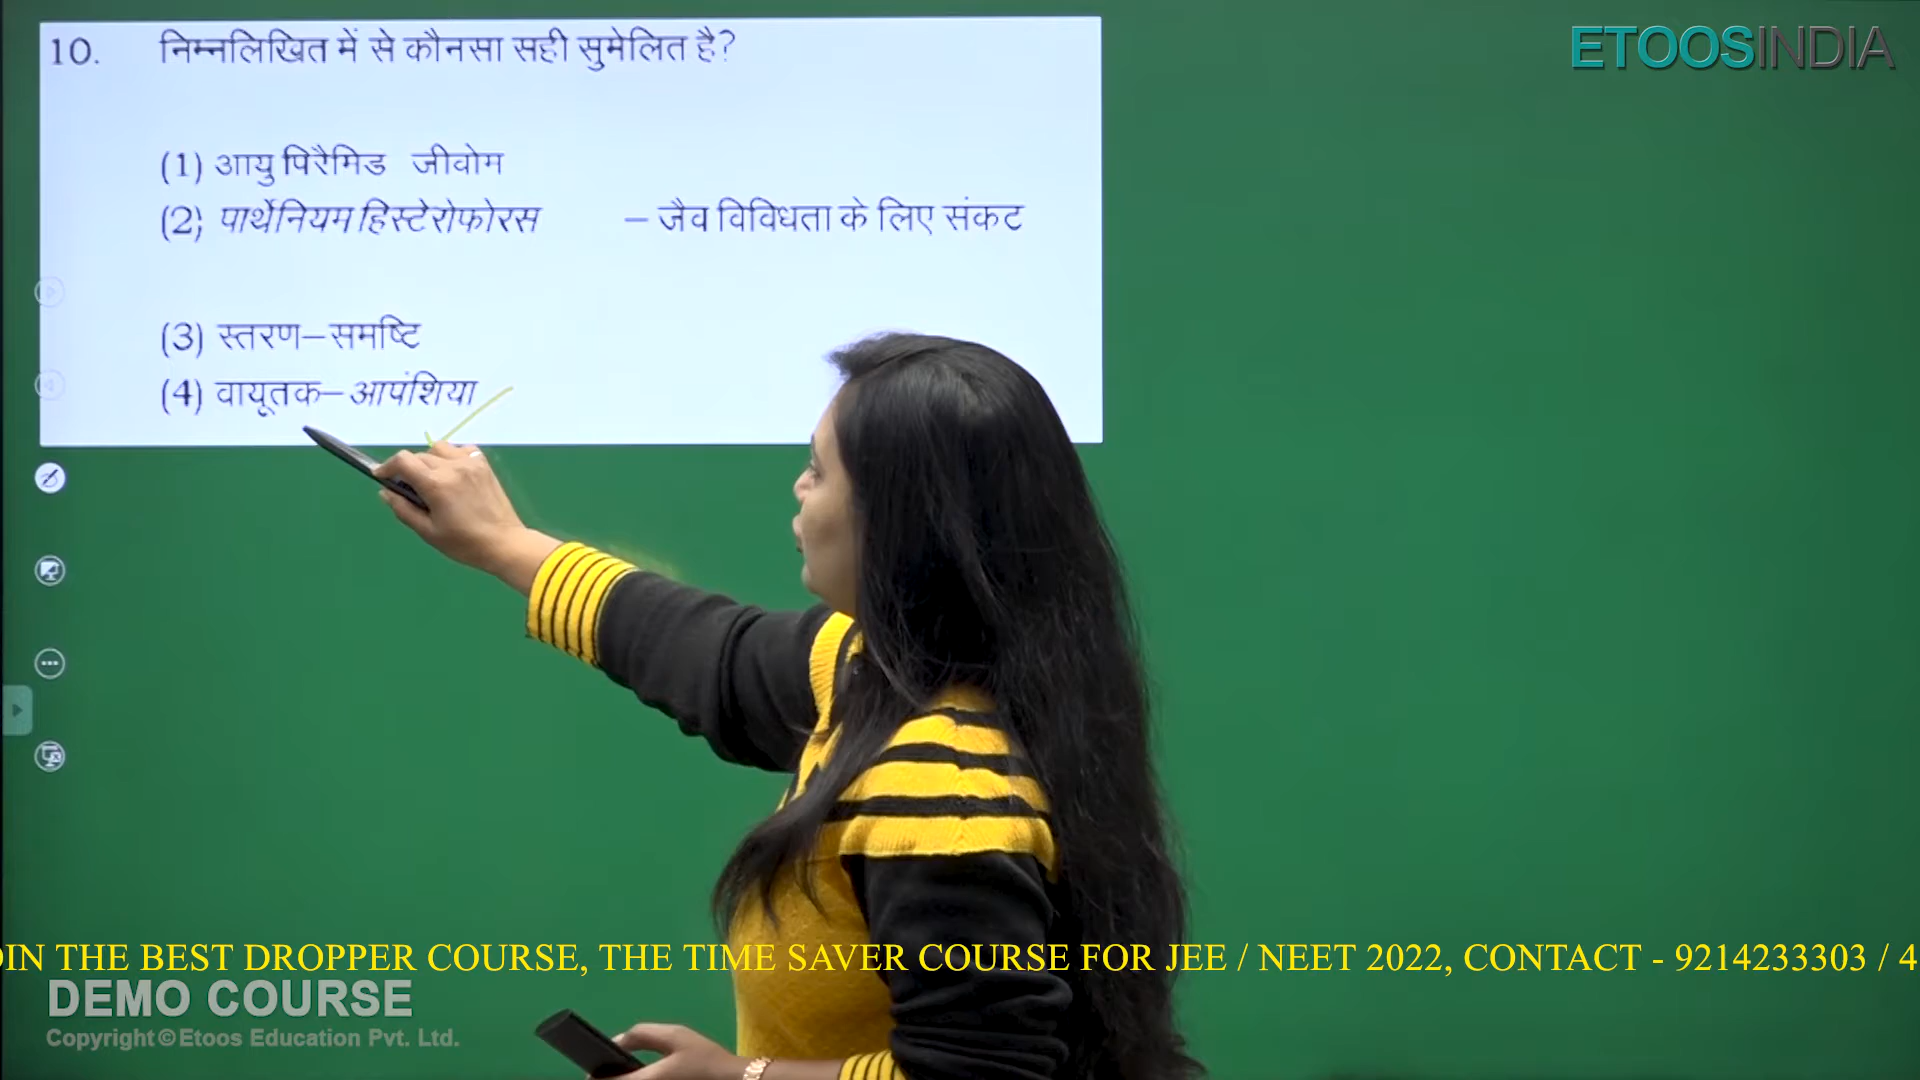 ETOOSINDIA
10. निम्नलिखित में से कौनसा सही सुमेलित है?
(1) आयु पिरैमिड जीवोम
(2) पार्थेनियम हिस्टेरोफोरस – जैव विविधता के लिए संकट
(3) स्तरण–समष्टि
(4) वायूतक–आपंशिया
OIN THE BEST DROPPER COURSE, THE TIME SAVER COURSE FOR JEE / NEET 2022, CONTACT - 9214233303 / 4
DEMO COURSE
Copyright © Etoos Education Pvt. Ltd.